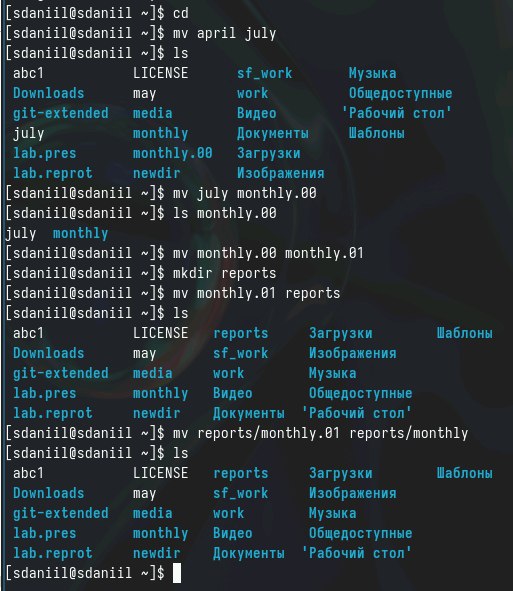 [sdaniil@sdaniil ~]$ cd
[sdaniil@sdaniil ~]$ mv april july
[sdaniil@sdaniil ~]$ ls
abc1 LICENSE sf_work Музыка
Downloads may work Общедоступные
git-extended media Видео 'Рабочий стол'
july monthly Документы Шаблоны
lab.pres monthly.00 Загрузки
lab.reprot newdir Изображения
[sdaniil@sdaniil ~]$ mv july monthly.00
[sdaniil@sdaniil ~]$ ls monthly.00
july monthly
[sdaniil@sdaniil ~]$ mv monthly.00 monthly.01
[sdaniil@sdaniil ~]$ mkdir reports
[sdaniil@sdaniil ~]$ mv monthly.01 reports
[sdaniil@sdaniil ~]$ ls
abc1 LICENSE reports Загрузки Шаблоны
Downloads may sf_work Изображения
git-extended media work Музыка
lab.pres monthly Видео Общедоступные
lab.reprot newdir Документы 'Рабочий стол'
[sdaniil@sdaniil ~]$ mv reports/monthly.01 reports/monthly
[sdaniil@sdaniil ~]$ ls
abc1 LICENSE reports Загрузки Шаблоны
Downloads may sf_work Изображения
git-extended media work Музыка
lab.pres monthly Видео Общедоступные
lab.reprot newdir Документы 'Рабочий стол'
[sdaniil@sdaniil ~]$